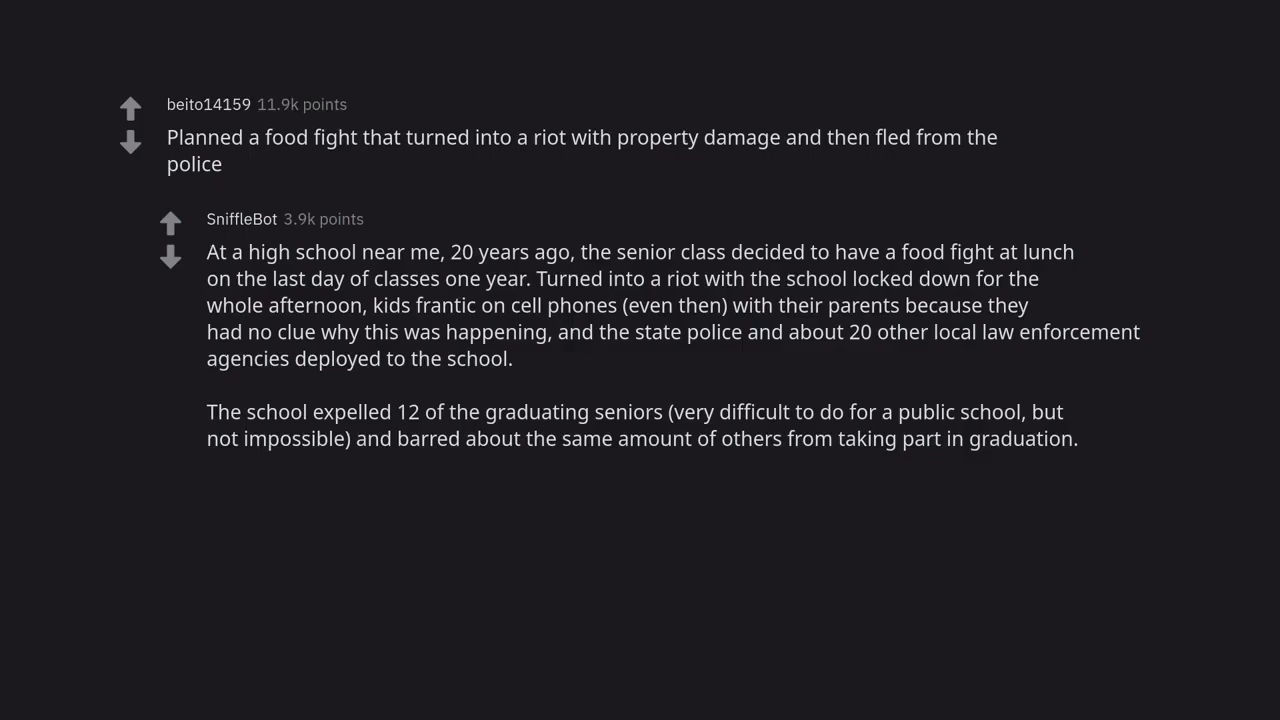 beito14159 11.9k points
Planned a food fight that turned into a riot with property damage and then fled from the
police
SniffleBot 3.9k points
At a high school near me, 20 years ago, the senior class decided to have a food fight at lunch
on the last day of classes one year. Turned into a riot with the school locked down for the
whole afternoon, kids frantic on cell phones (even then) with their parents because they
had no clue why this was happening, and the state police and about 20 other local law enforcement
agencies deployed to the school.
The school expelled 12 of the graduating seniors (very difficult to do for a public school, but
not impossible) and barred about the same amount of others from taking part in graduation.